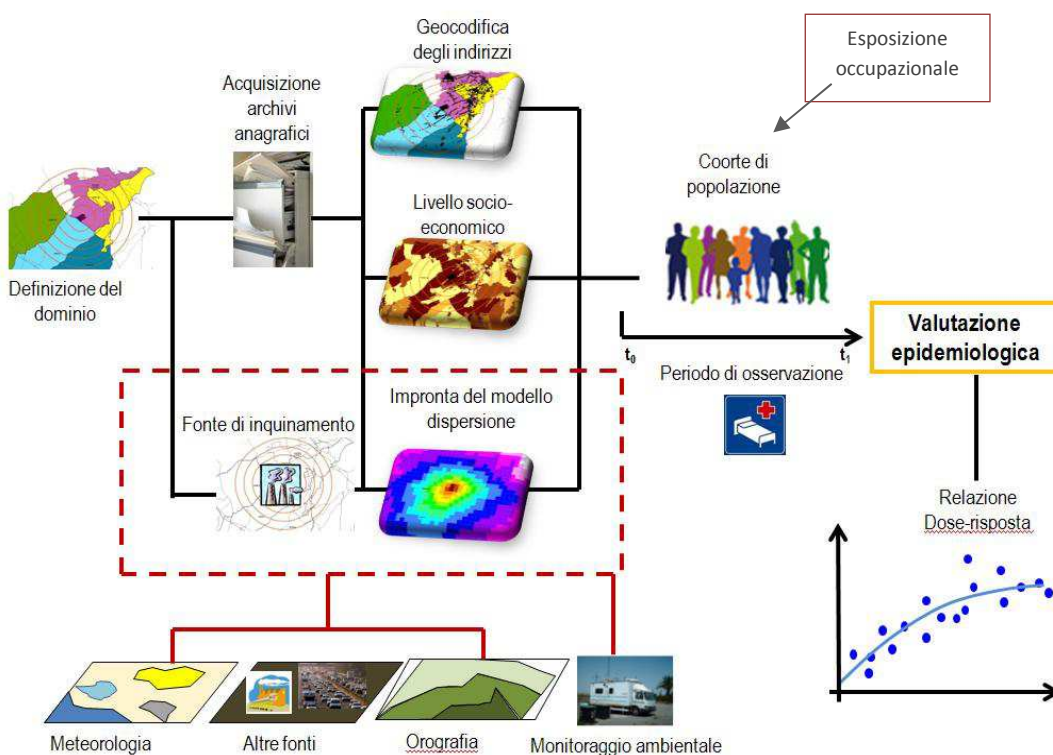 Geocodifica
degli indirizzi
Esposizione
occupazionale
Acquisizione
archivi
anagrafici
Coorte di
popolazione
Livello socio-
economico
Definizione del
dominio
Valutazione
epidemiologica
t0
t1
Periodo di osservazione
Impronta del modello
dispersione
Fonte di inquinamento
Relazione
Dose-risposta
Meteorologia
Altre fonti
Orografia
Monitoraggio ambientale